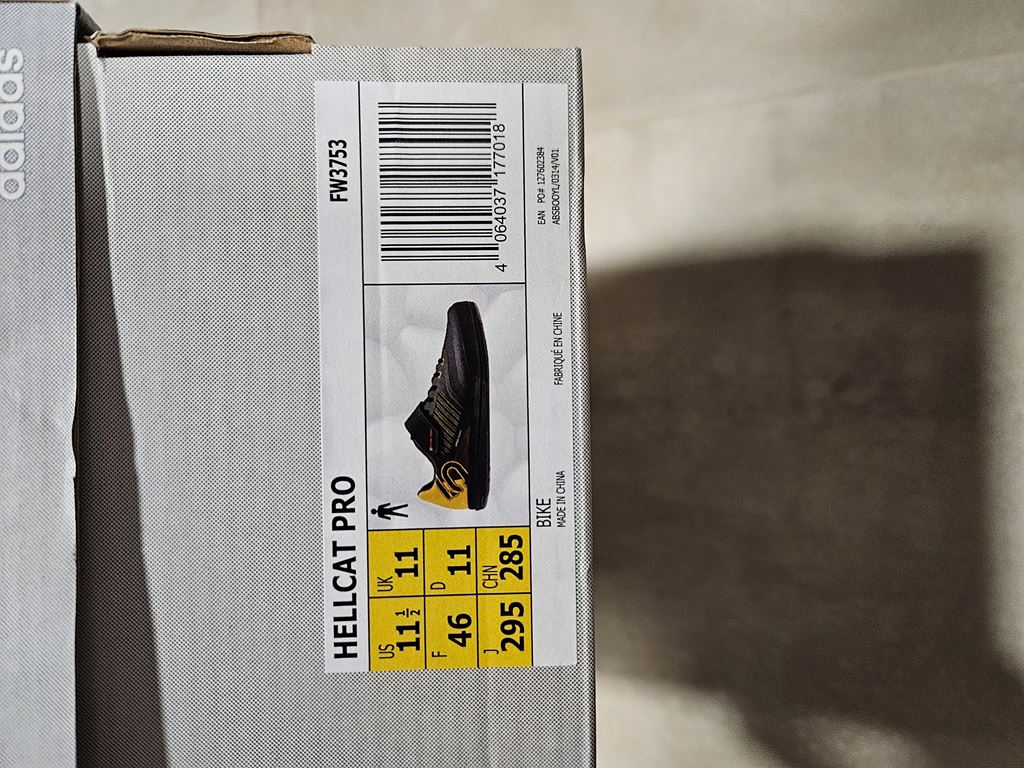 adidas
HELLCAT PRO FW3753
US 11½ UK 11
F 46 D 11
J 295 CHN 285
4 064037 177018
BIKE
MADE IN CHINA FABRIQUÉ EN CHINE
EAN PO# 127602384
ABSBOOYL/0314/V01